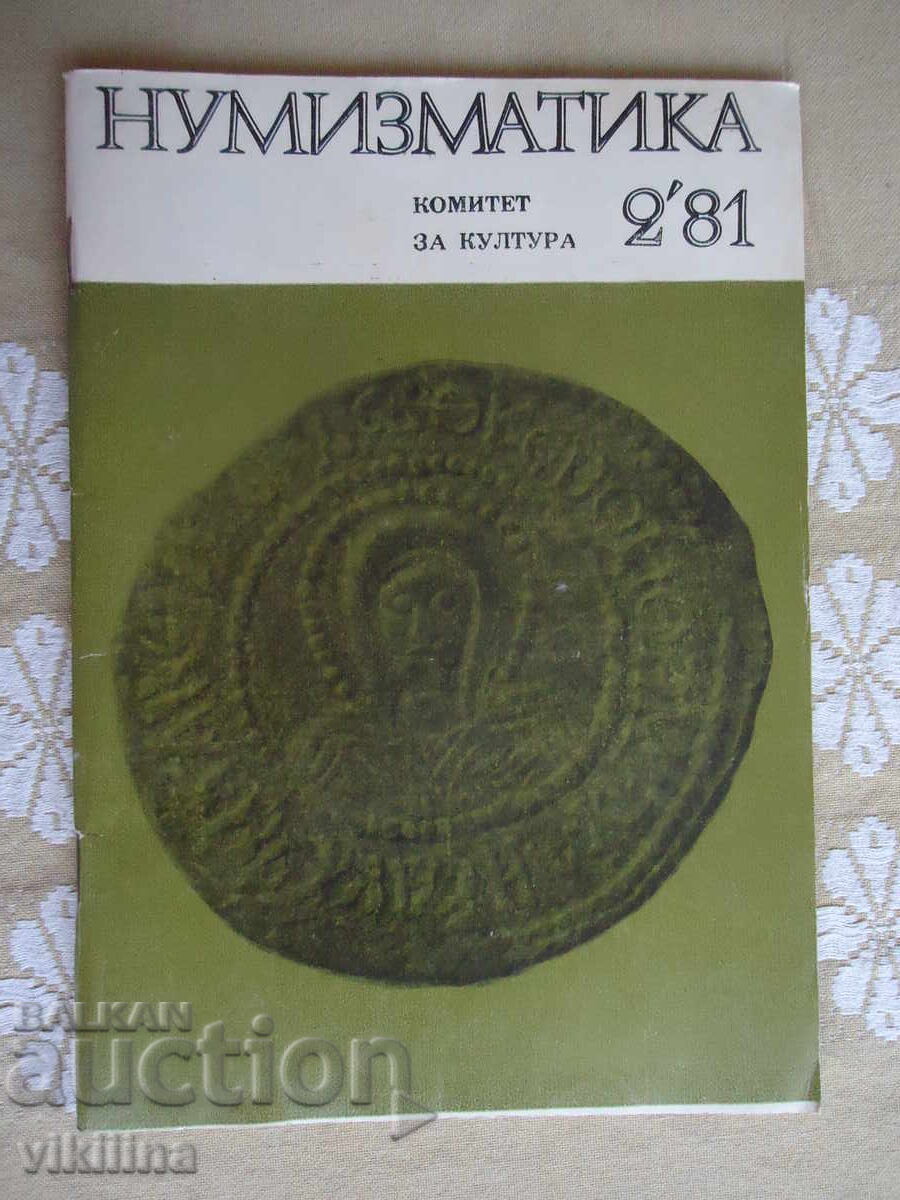 НУМИЗМАТИКА
КОМИТЕТ
ЗА КУЛТУРА
2'81
BALKAN
auction
vikilina